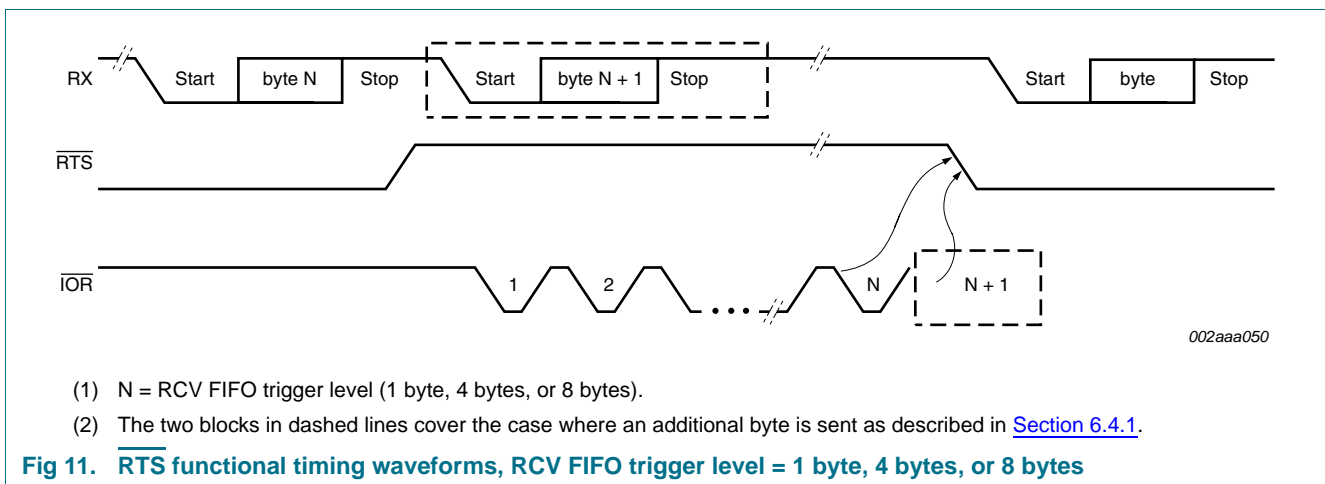 RX Start byte N Stop Start byte N + 1 Stop Start byte Stop
RTS
IOR 1 2 N N + 1
002aaa050
(1) N = RCV FIFO trigger level (1 byte, 4 bytes, or 8 bytes).
(2) The two blocks in dashed lines cover the case where an additional byte is sent as described in Section 6.4.1.
Fig 11. RTS functional timing waveforms, RCV FIFO trigger level = 1 byte, 4 bytes, or 8 bytes